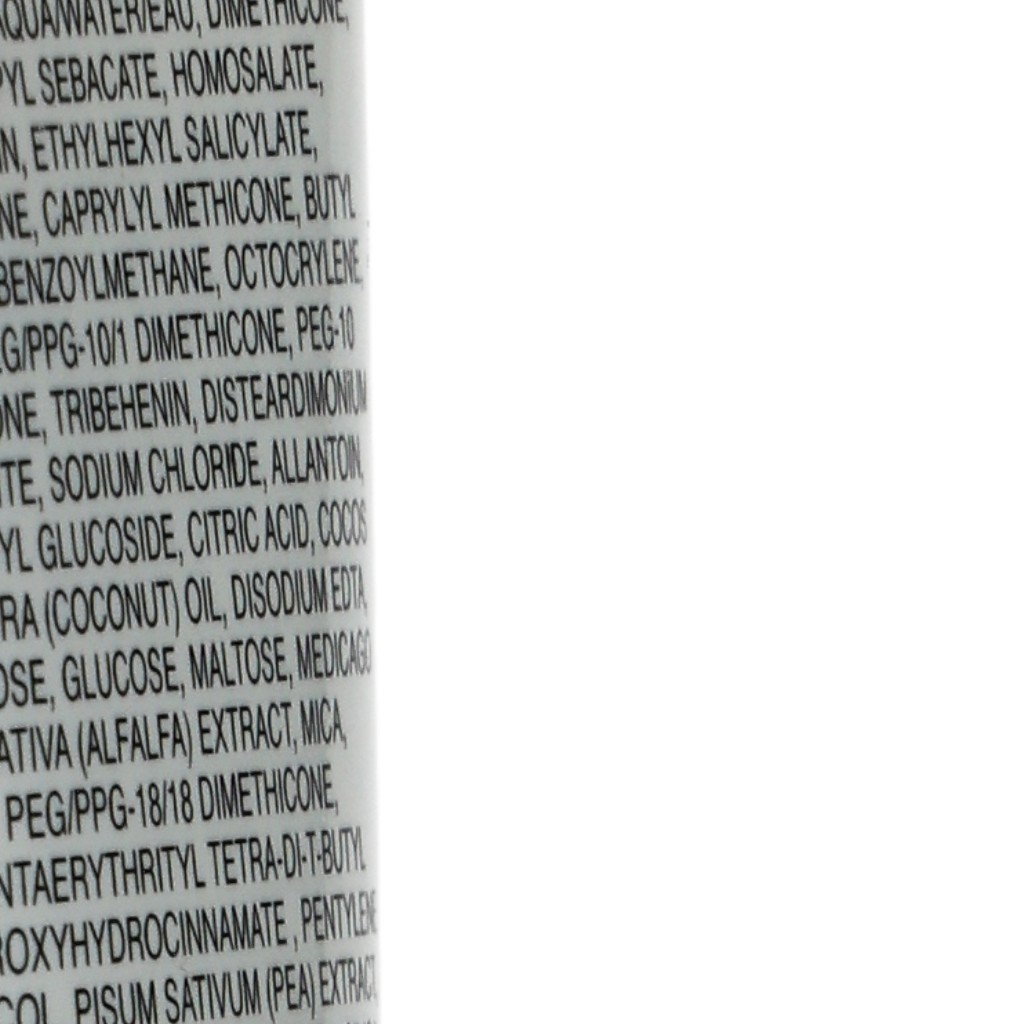 AQUA/WATER/EAU, DIMETHICONE,
PYL SEBACATE, HOMOSALATE,
IN, ETHYLHEXYL SALICYLATE,
NE, CAPRYLYL METHICONE, BUTYL
BENZOYLMETHANE, OCTOCRYLENE,
EG/PPG-10/1 DIMETHICONE, PEG-10
ONE, TRIBEHENIN, DISTEARDIMONIUM
TE, SODIUM CHLORIDE, ALLANTOIN,
YL GLUCOSIDE, CITRIC ACID, COCOS
RA (COCONUT) OIL, DISODIUM EDTA,
OSE, GLUCOSE, MALTOSE, MEDICAGO
ATIVA (ALFALFA) EXTRACT, MICA,
PEG/PPG-18/18 DIMETHICONE,
NTAERYTHRITYL TETRA-DI-T-BUTYL
ROXYHYDROCINNAMATE , PENTYLENE
COL, PISUM SATIVUM (PEA) EXTRACT,